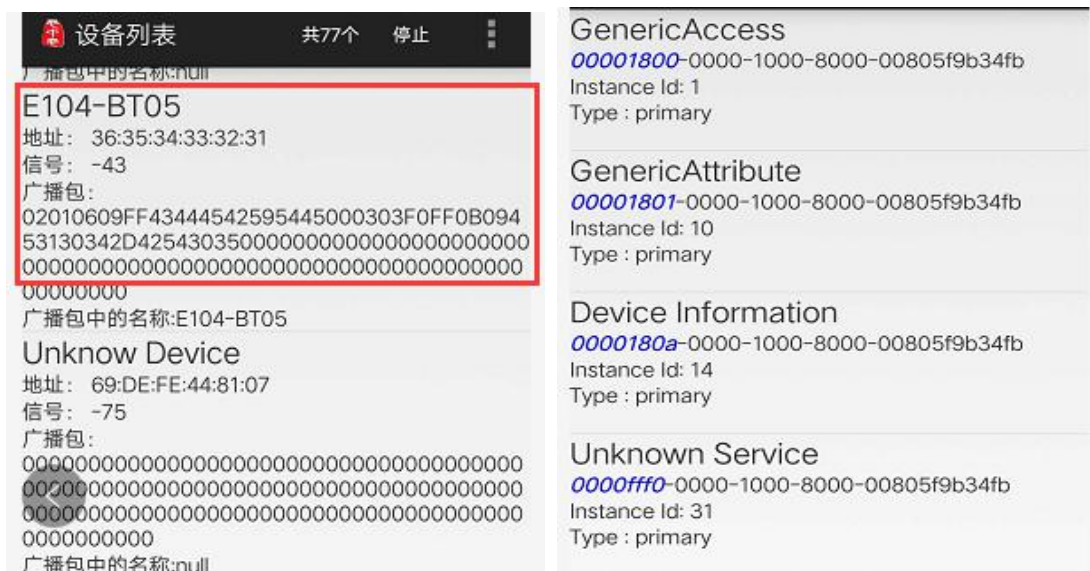 设备列表 共77个 停止
广播包中的名称:null
E104-BT05
地址: 36:35:34:33:32:31
信号: -43
广播包:
02010609FF434445425954450000303F0FF0B094
53130342D42543035000000000000000000000
00000000000000000000000000000000000000
00000000
广播包中的名称:E104-BT05
Unknow Device
地址: 69:DE:FE:44:81:07
信号: -75
广播包:
00000000000000000000000000000000000000
00000000000000000000000000000000000000
00000000000000000000000000000000000000
0000000000
广播包中的名称:null
GenericAccess
00001800-0000-1000-8000-00805f9b34fb
Instance Id: 1
Type : primary
GenericAttribute
00001801-0000-1000-8000-00805f9b34fb
Instance Id: 10
Type : primary
Device Information
0000180a-0000-1000-8000-00805f9b34fb
Instance Id: 14
Type : primary
Unknown Service
0000fff0-0000-1000-8000-00805f9b34fb
Instance Id: 31
Type : primary